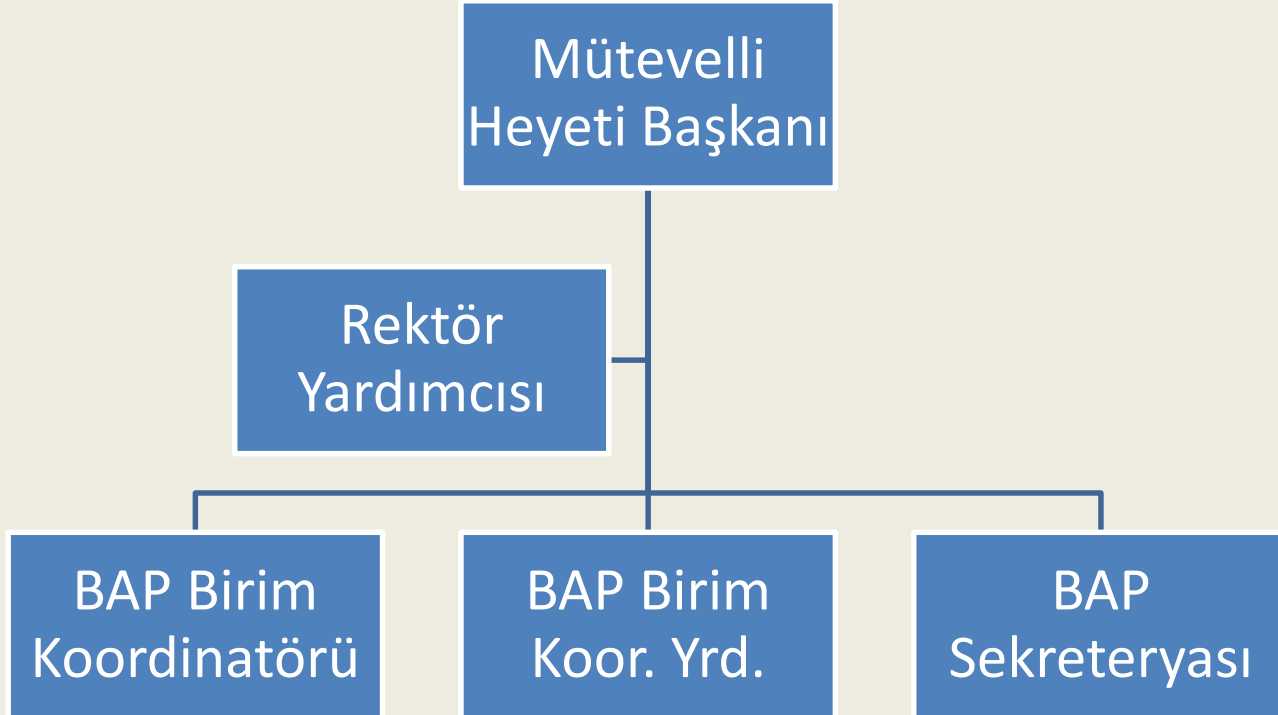 Mütevelli
Heyeti Başkanı
Rektör
Yardımcısı
BAP Birim
Koordinatörü
BAP Birim
Koor. Yrd.
BAP
Sekreteryası